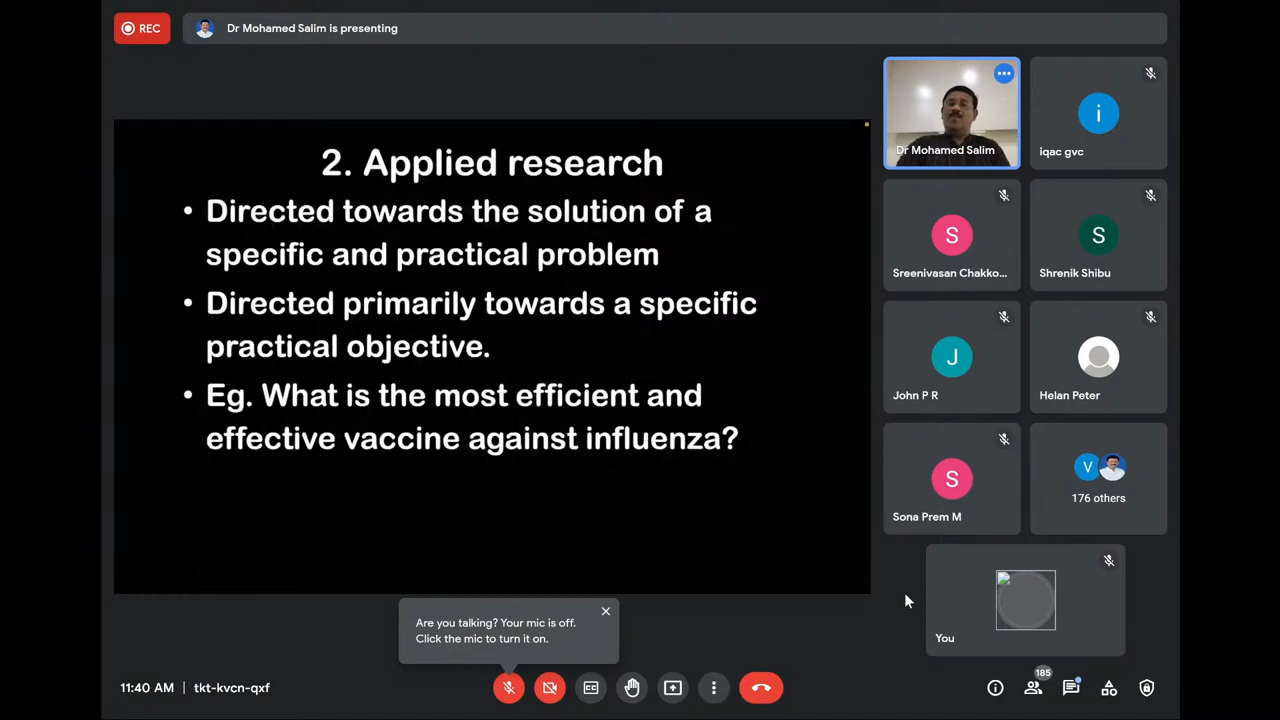 REC
Dr Mohamed Salim is presenting
2. Applied research
• Directed towards the solution of a
specific and practical problem
• Directed primarily towards a specific
practical objective.
• Eg. What is the most efficient and
effective vaccine against influenza?
Dr Mohamed Salim
i
iqac gvc
S
Sreenivasan Chakko...
S
Shrenik Shibu
J
John P R
Helan Peter
S
Sona Prem M
V
176 others
You
Are you talking? Your mic is off.
Click the mic to turn it on.
11:40 AM | tkt-kvcn-qxf
185